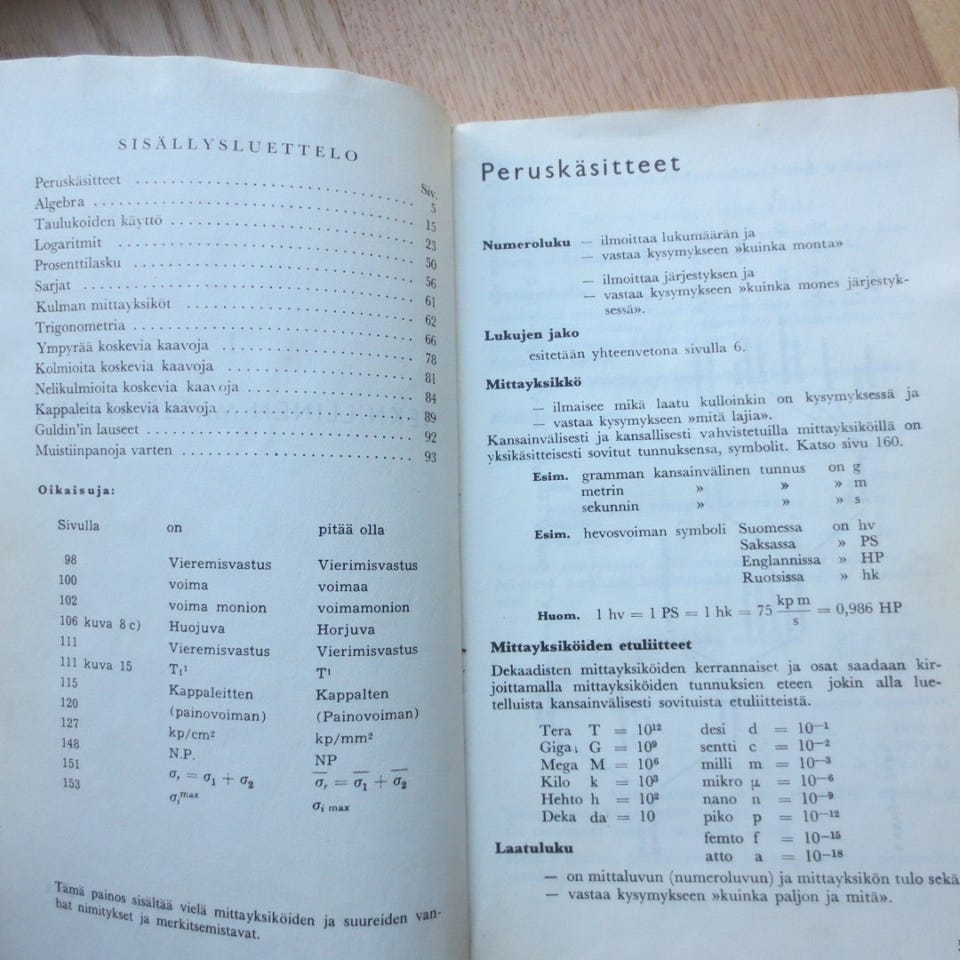 SISÄLLYSLUETTELO
Siv.
Peruskäsitteet .......................... 5
Algebra .......................... 15
Taulukoiden käyttö .......................... 23
Logaritmit .......................... 50
Prosenttilasku .......................... 56
Sarjat .......................... 61
Kulman mittayksiköt .......................... 62
Trigonometria .......................... 66
Ympyrää koskevia kaavoja .......................... 78
Kolmioita koskevia kaavoja .......................... 81
Nelikulmioita koskevia kaavoja .......................... 84
Kappaleita koskevia kaavoja .......................... 89
Guldin'in lauseet .......................... 92
Muistiinpanoja varten .......................... 93
Oikaisuja:
Sivulla on pitää olla
98 Vieremisvastus Vierimisvastus
100 voima voimaa
102 voima monion voimamonion
106 kuva 8 c) Huojuva Horjuva
111 Vieremisvastus Vierimisvastus
111 kuva 15 T₁¹ T¹
115 Kappaleitten Kappalten
120 (painovoiman) (Painovoiman)
127 kp/cm² kp/mm²
148 N.P. NP
151 σᵣ = σ₁ + σ₂ σ̅ᵣ = σ̅₁ + σ̅₂
153 σᵢᵐᵃˣ σᵢ max
Tämä painos sisältää vielä mittayksiköiden ja suureiden van-
hat nimitykset ja merkitsemistavat.
Peruskäsitteet
Numeroluku — ilmoittaa lukumäärän ja
— vastaa kysymykseen »kuinka monta»
— ilmoittaa järjestyksen ja
— vastaa kysymykseen »kuinka mones järjestyk-
sessä».
Lukujen jako
esitetään yhteenvetona sivulla 6.
Mittayksikkö
— ilmaisee mikä laatu kulloinkin on kysymyksessä ja
— vastaa kysymykseen »mitä lajia».
Kansainvälisesti ja kansallisesti vahvistetuilla mittayksiköillä on
yksikäsitteisesti sovitut tunnuksensa, symbolit. Katso sivu 160.
Esim. gramman kansainvälinen tunnus on g
metrin » » » m
sekunnin » » » s
Esim. hevosvoiman symboli Suomessa on hv
Saksassa » PS
Englannissa » HP
Ruotsissa » hk
Huom. 1 hv = 1 PS = 1 hk = 75 kp m / s = 0,986 HP
Mittayksiköiden etuliitteet
Dekaadisten mittayksiköiden kerrannaiset ja osat saadaan kir-
joittamalla mittayksiköiden tunnuksien eteen jokin alla lue-
telluista kansainvälisesti sovituista etuliitteistä.
Tera T = 10¹² desi d = 10⁻¹
Giga G = 10⁹ sentti c = 10⁻²
Mega M = 10⁶ milli m = 10⁻³
Kilo k = 10³ mikro μ = 10⁻⁶
Hehto h = 10² nano n = 10⁻⁹
Deka da = 10 piko p = 10⁻¹²
femto f = 10⁻¹⁵
atto a = 10⁻¹⁸
Laatuluku
— on mittaluvun (numeroluvun) ja mittayksikön tulo sekä
— vastaa kysymykseen »kuinka paljon ja mitä».